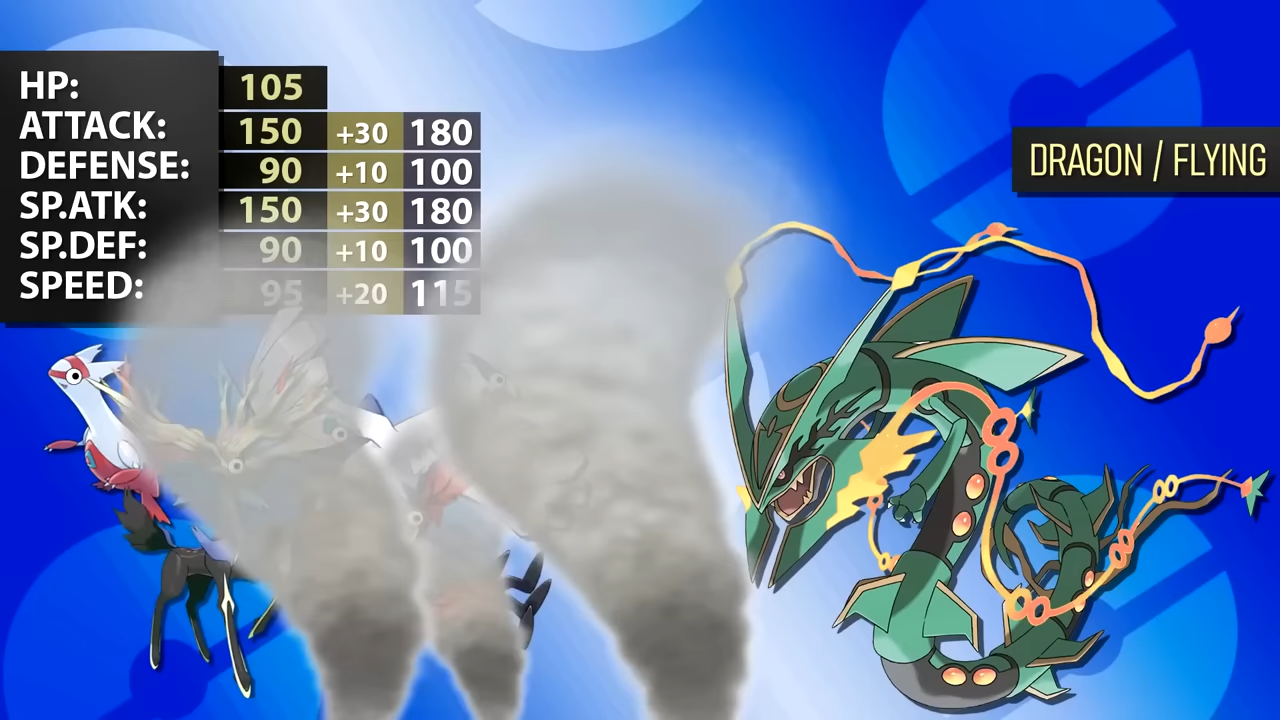 HP: 105
ATTACK: 150 +30 180
DEFENSE: 90 +10 100
SP.ATK: 150 +30 180
SP.DEF: 90 +10 100
SPEED: 95 +20 115
DRAGON / FLYING